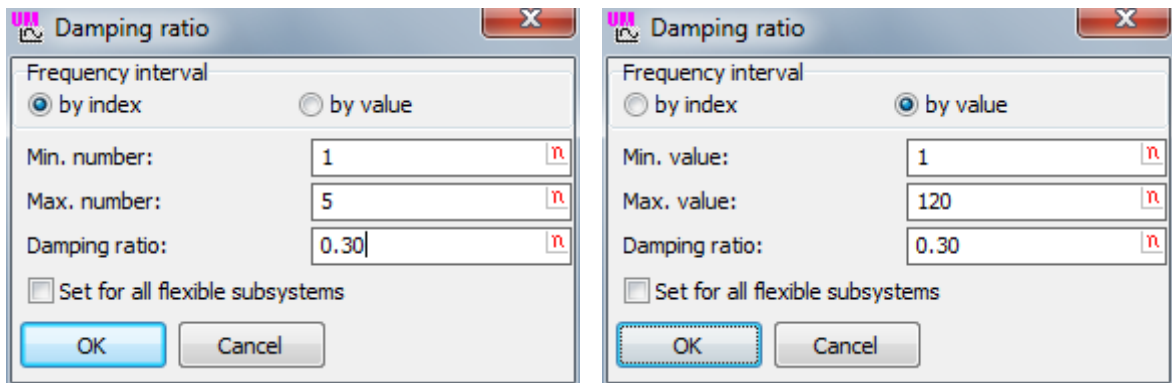 UM Damping ratio
Frequency interval
by index by value
Min. number: 1 n
Max. number: 5 n
Damping ratio: 0.30 n
Set for all flexible subsystems
OK Cancel
UM Damping ratio
Frequency interval
by index by value
Min. value: 1 n
Max. value: 120 n
Damping ratio: 0.30 n
Set for all flexible subsystems
OK Cancel